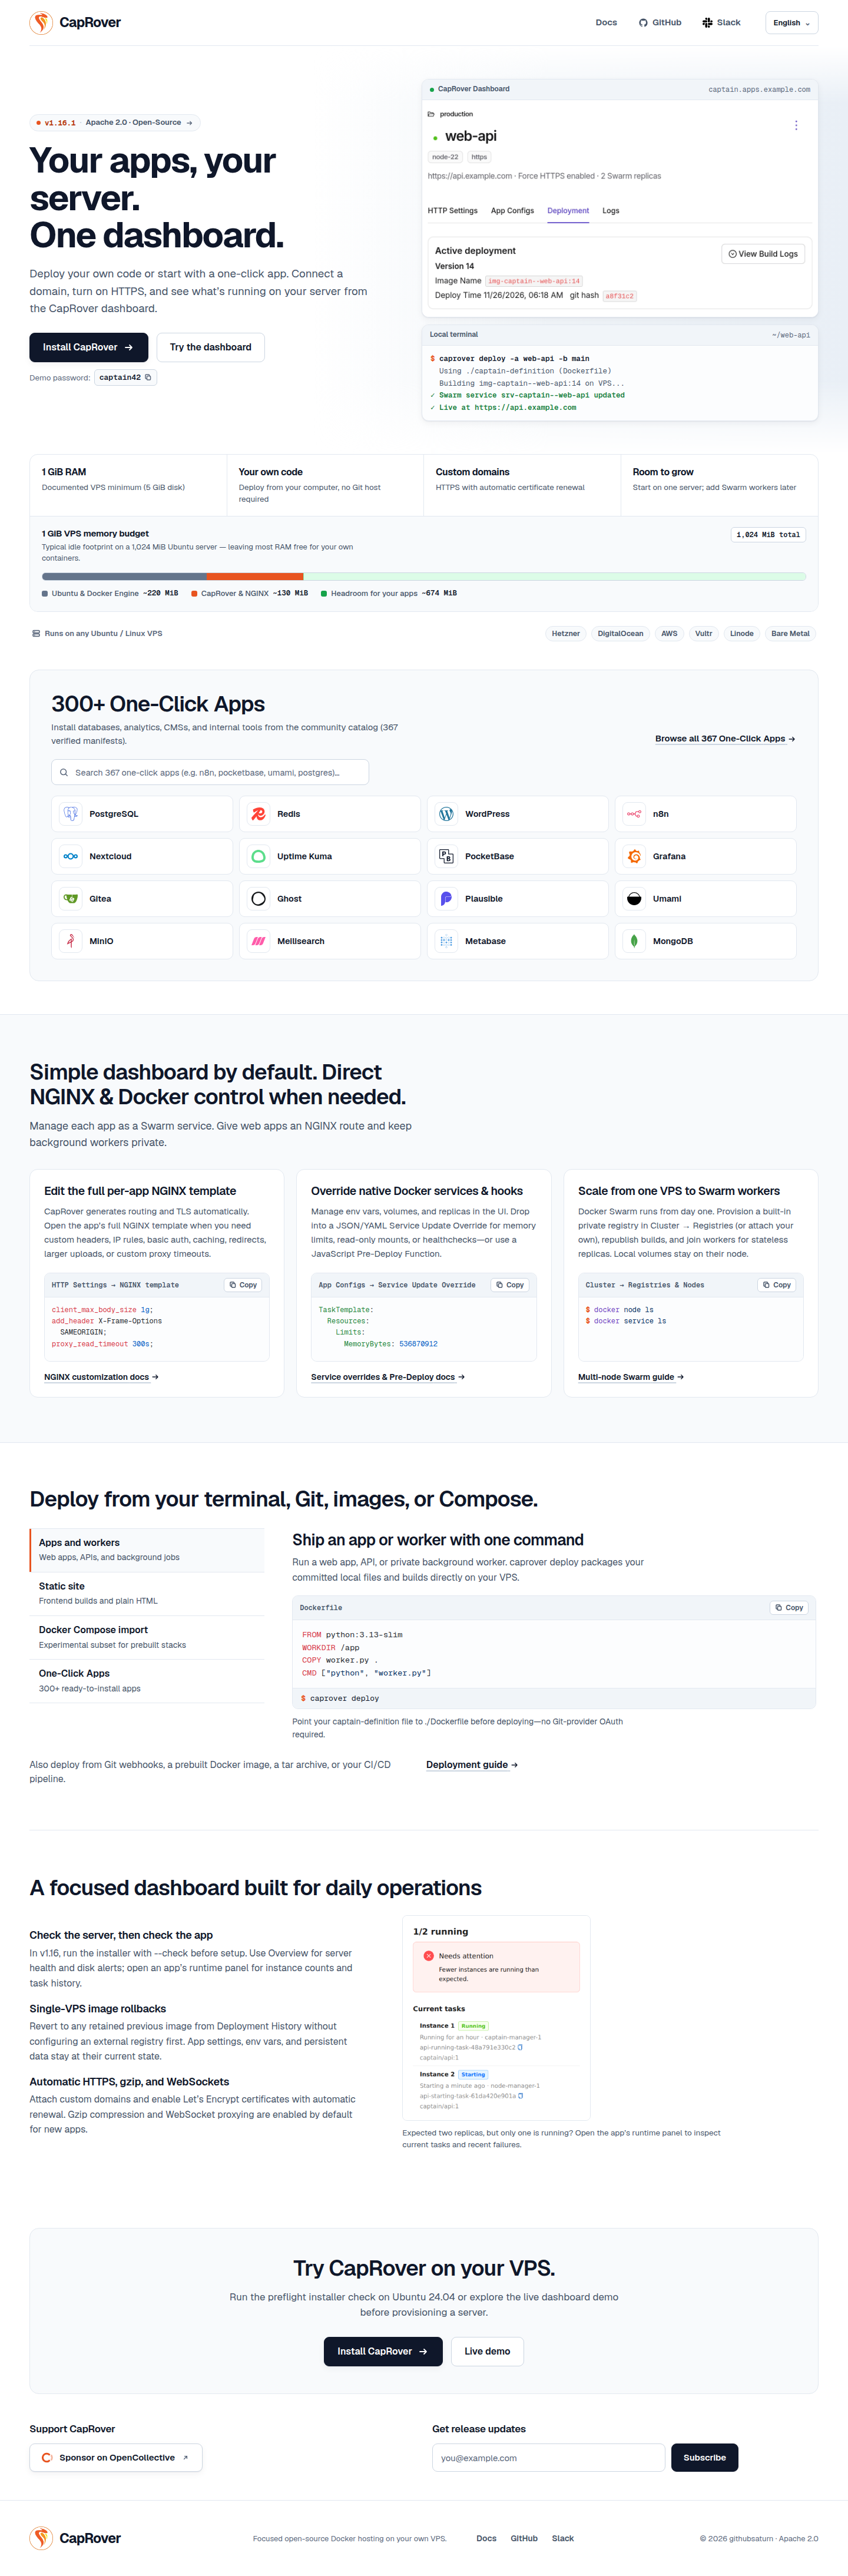 CapRover
Docs GitHub Slack English
v1.16.1 · Apache 2.0 · Open-Source →
Your apps, your
server.
One dashboard.
Deploy your own code or start with a one-click app. Connect a
domain, turn on HTTPS, and see what's running on your server from
the CapRover dashboard.
Install CapRover →
Try the dashboard
Demo password: captain42
CapRover Dashboard captain.apps.example.com
production
web-api
node-22 https
https://api.example.com · Force HTTPS enabled · 2 Swarm replicas
HTTP Settings App Configs Deployment Logs
Active deployment
View Build Logs
Version 14
Image Name img-captain--web-api:14
Deploy Time 11/26/2026, 06:18 AM git hash a8f31c2
Local terminal ~/web-api
$ caprover deploy -a web-api -b main
Using ./captain-definition (Dockerfile)
Building img-captain--web-api:14 on VPS...
✓ Swarm service srv-captain--web-api updated
✓ Live at https://api.example.com
1 GiB RAM
Documented VPS minimum (5 GiB disk)
Your own code
Deploy from your computer, no Git host
required
Custom domains
HTTPS with automatic certificate renewal
Room to grow
Start on one server; add Swarm workers later
1 GiB VPS memory budget
1,024 MiB total
Typical idle footprint on a 1,024 MiB Ubuntu server — leaving most RAM free for your own
containers.
Ubuntu & Docker Engine ~220 MiB CapRover & NGINX ~130 MiB Headroom for your apps ~674 MiB
Runs on any Ubuntu / Linux VPS
Hetzner DigitalOcean AWS Vultr Linode Bare Metal
300+ One-Click Apps
Install databases, analytics, CMSs, and internal tools from the community catalog (367
verified manifests).
Browse all 367 One-Click Apps →
Search 367 one-click apps (e.g. n8n, pocketbase, umami, postgres)...
PostgreSQL Redis WordPress n8n
Nextcloud Uptime Kuma PocketBase Grafana
Gitea Ghost Plausible Umami
MinIO Meilisearch Metabase MongoDB
Simple dashboard by default. Direct
NGINX & Docker control when needed.
Manage each app as a Swarm service. Give web apps an NGINX route and keep
background workers private.
Edit the full per-app NGINX template
CapRover generates routing and TLS automatically.
Open the app's full NGINX template when you need
custom headers, IP rules, basic auth, caching, redirects,
larger uploads, or custom proxy timeouts.
HTTP Settings → NGINX template Copy
client_max_body_size 1g;
add_header X-Frame-Options
SAMEORIGIN;
proxy_read_timeout 300s;
NGINX customization docs →
Override native Docker services & hooks
Manage env vars, volumes, and replicas in the UI. Drop
into a JSON/YAML Service Update Override for memory
limits, read-only mounts, or healthchecks—or use a
JavaScript Pre-Deploy Function.
App Configs → Service Update Override Copy
TaskTemplate:
Resources:
Limits:
MemoryBytes: 536870912
Service overrides & Pre-Deploy docs →
Scale from one VPS to Swarm workers
Docker Swarm runs from day one. Provision a built-in
private registry in Cluster → Registries (or attach your
own), republish builds, and join workers for stateless
replicas. Local volumes stay on their node.
Cluster → Registries & Nodes Copy
$ docker node ls
$ docker service ls
Multi-node Swarm guide →
Deploy from your terminal, Git, images, or Compose.
Apps and workers
Web apps, APIs, and background jobs
Static site
Frontend builds and plain HTML
Docker Compose import
Experimental subset for prebuilt stacks
One-Click Apps
300+ ready-to-install apps
Ship an app or worker with one command
Run a web app, API, or private background worker. caprover deploy packages your
committed local files and builds directly on your VPS.
Dockerfile Copy
FROM python:3.13-slim
WORKDIR /app
COPY worker.py .
CMD ["python", "worker.py"]
$ caprover deploy
Point your captain-definition file to ./Dockerfile before deploying—no Git-provider OAuth
required.
Also deploy from Git webhooks, a prebuilt Docker image, a tar archive, or your CI/CD
pipeline.
Deployment guide →
A focused dashboard built for daily operations
Check the server, then check the app
In v1.16, run the installer with --check before setup. Use Overview for server
health and disk alerts; open an app's runtime panel for instance counts and
task history.
Single-VPS image rollbacks
Revert to any retained previous image from Deployment History without
configuring an external registry first. App settings, env vars, and persistent
data stay at their current state.
Automatic HTTPS, gzip, and WebSockets
Attach custom domains and enable Let's Encrypt certificates with automatic
renewal. Gzip compression and WebSocket proxying are enabled by default
for new apps.
1/2 running
Needs attention
Fewer instances are running than
expected.
Current tasks
Instance 1 Running
Running for an hour · captain-manager-1
api-running-task-48a791e330c2
captain/api:1
Instance 2 Starting
Starting a minute ago · node-manager-1
api-starting-task-61da420e901a
captain/api:1
Expected two replicas, but only one is running? Open the app's runtime panel to inspect
current tasks and recent failures.
Try CapRover on your VPS.
Run the preflight installer check on Ubuntu 24.04 or explore the live dashboard demo
before provisioning a server.
Install CapRover →
Live demo
Support CapRover
Sponsor on OpenCollective ↗
Get release updates
you@example.com
Subscribe
CapRover
Focused open-source Docker hosting on your own VPS.
Docs GitHub Slack
© 2026 githubsaturn · Apache 2.0